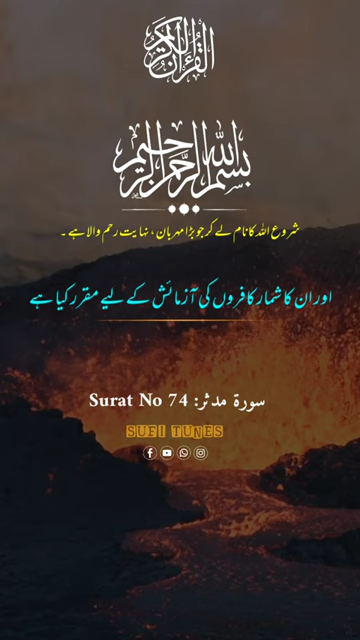 القرآن الكريم
بسم الله الرحمن الرحيم
شروع اللہ کا نام لے کر جو بڑا مہربان، نہایت رحم والا ہے ۔
اور ان کا شمار کافروں کی آزمائش کے لیے مقرر کیا ہے
سورۃ مدثر: Surat No 74
SUFI TUNES